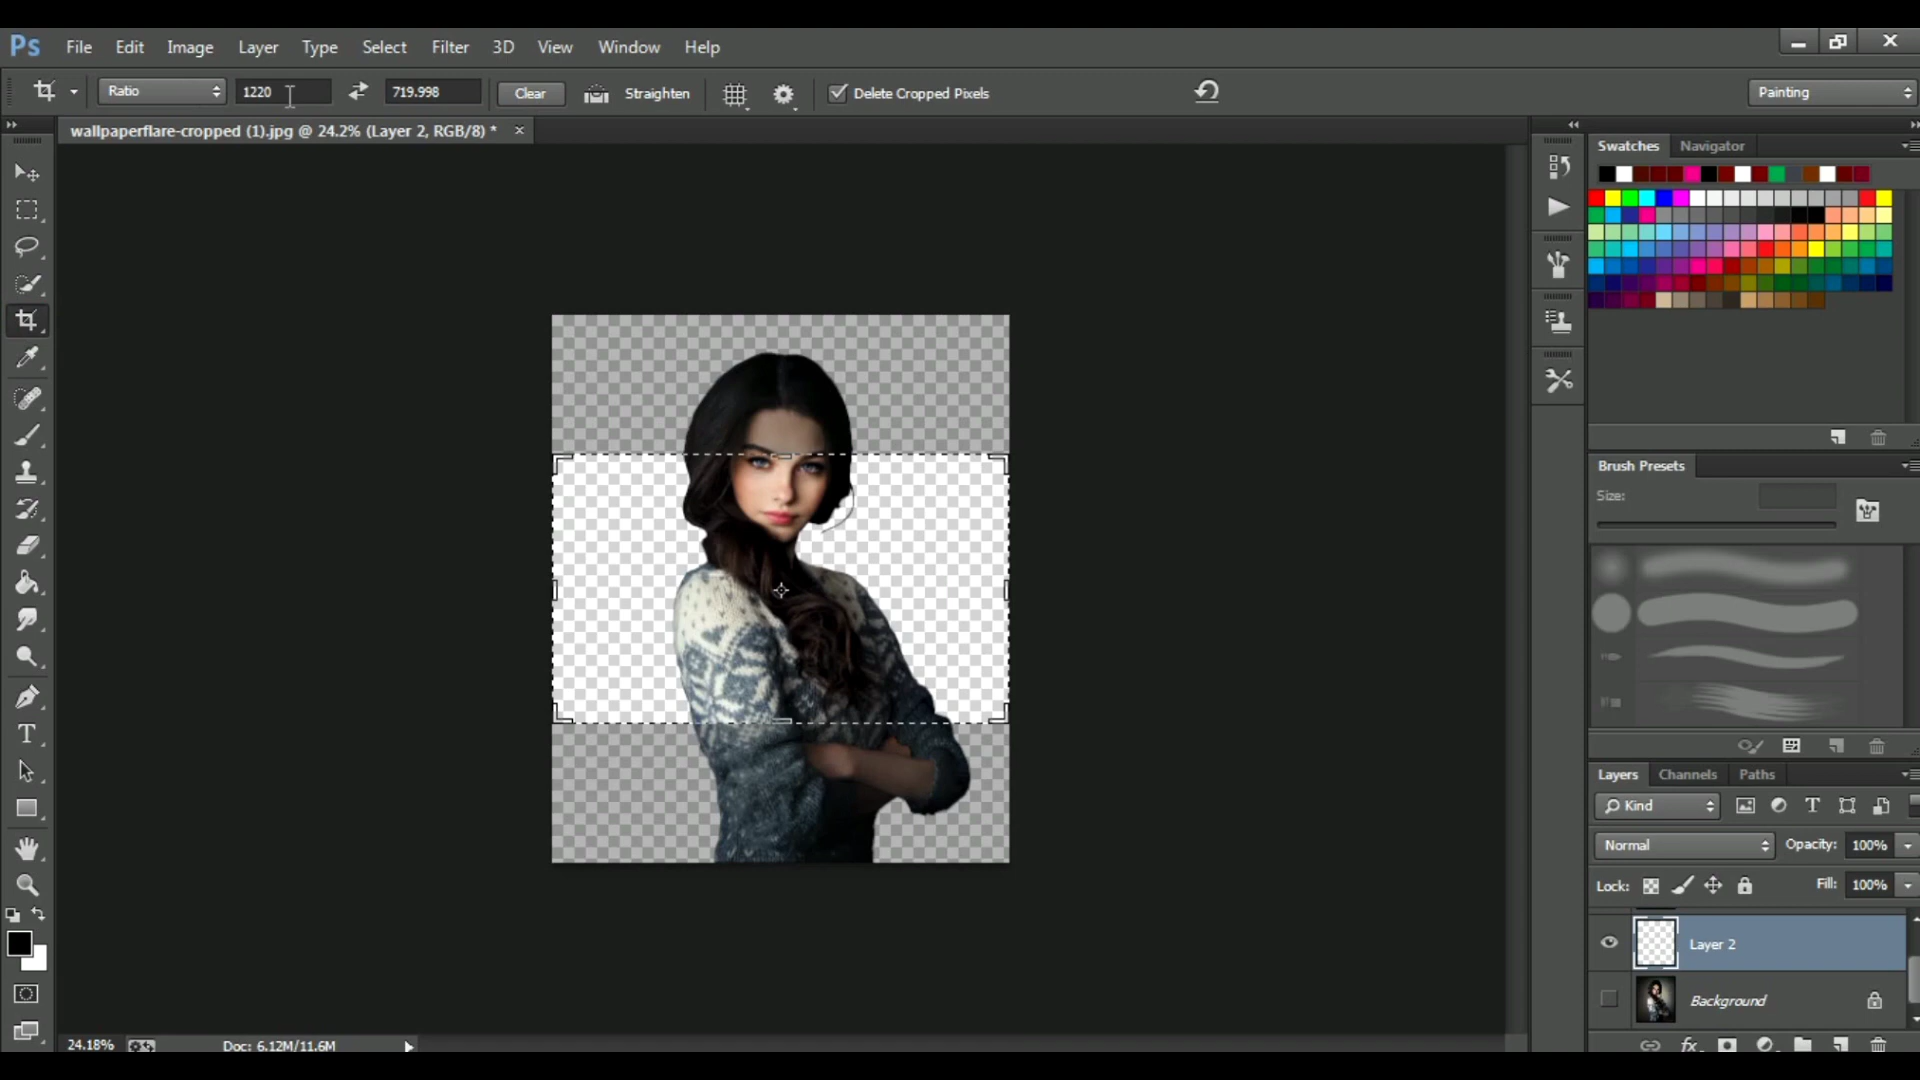 Ps File Edit Image Layer Type Select Filter 3D View Window Help
Ratio 1220 719.998 Clear Straighten Delete Cropped Pixels Painting
wallpaperflare-cropped (1).jpg @ 24.2% (Layer 2, RGB/8) *
Swatches Navigator
Brush Presets
Size:
Layers Channels Paths
Kind
Normal Opacity: 100%
Lock: Fill: 100%
Layer 2
Background
24.18% Doc: 6.12M/11.6M